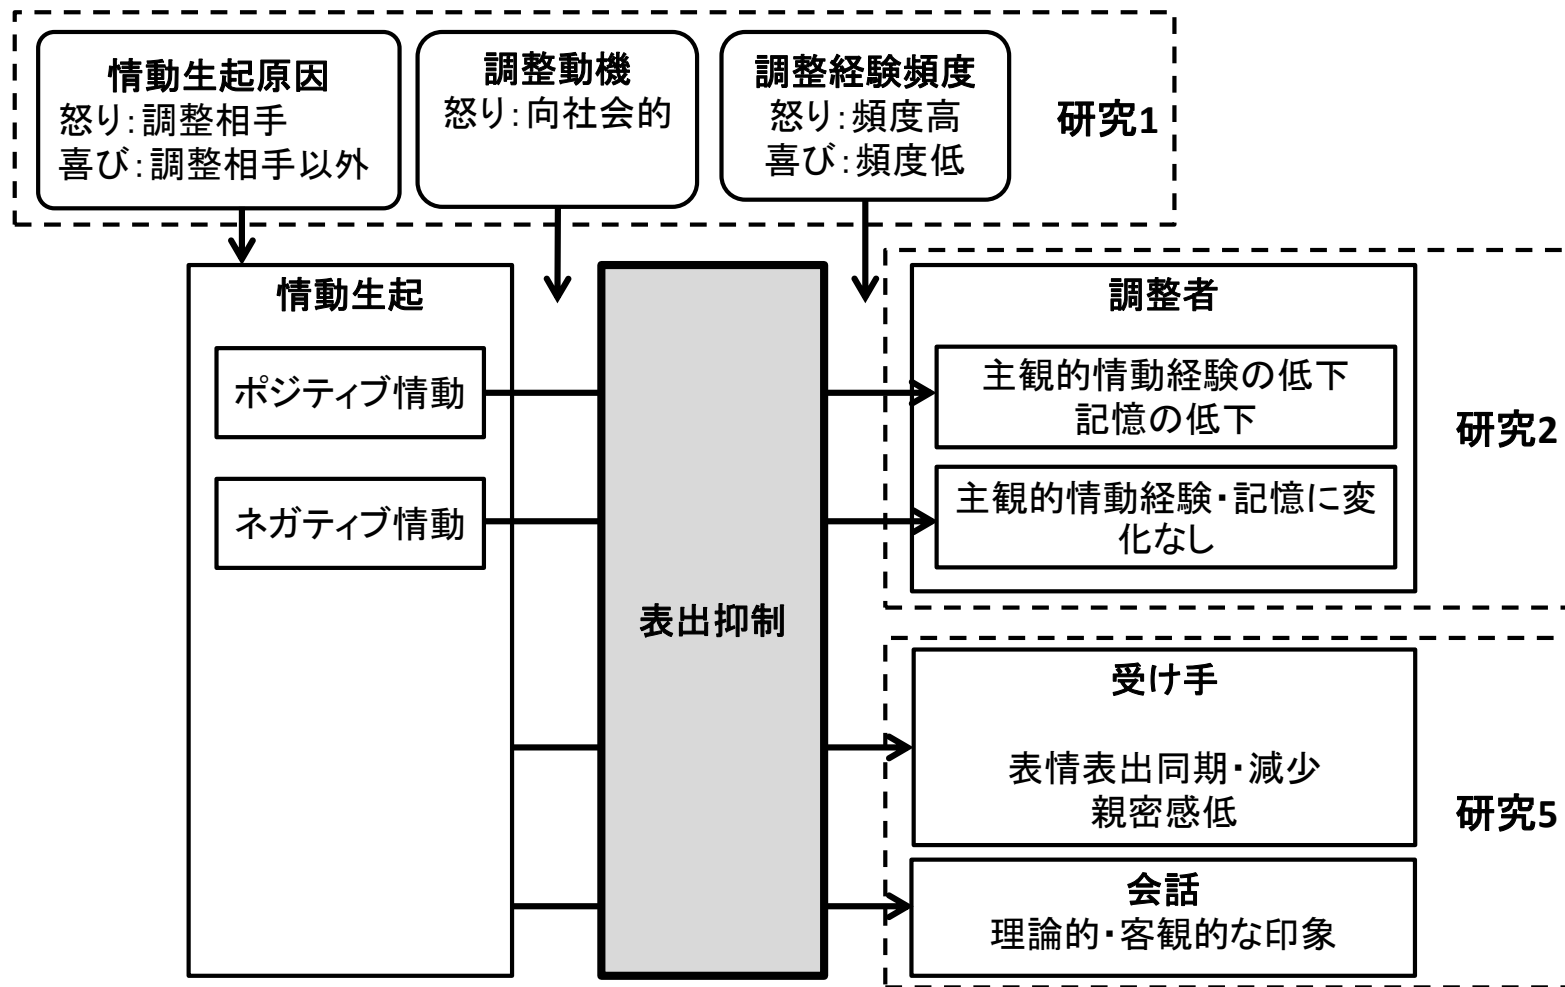 情動生起原因
怒り:調整相手
喜び:調整相手以外
調整動機
怒り:向社会的
調整経験頻度
怒り:頻度高
喜び:頻度低
研究1
情動生起
ポジティブ情動
ネガティブ情動
表出抑制
調整者
主観的情動経験の低下
記憶の低下
主観的情動経験・記憶に変
化なし
研究2
受け手
表情表出同期・減少
親密感低
会話
理論的・客観的な印象
研究5